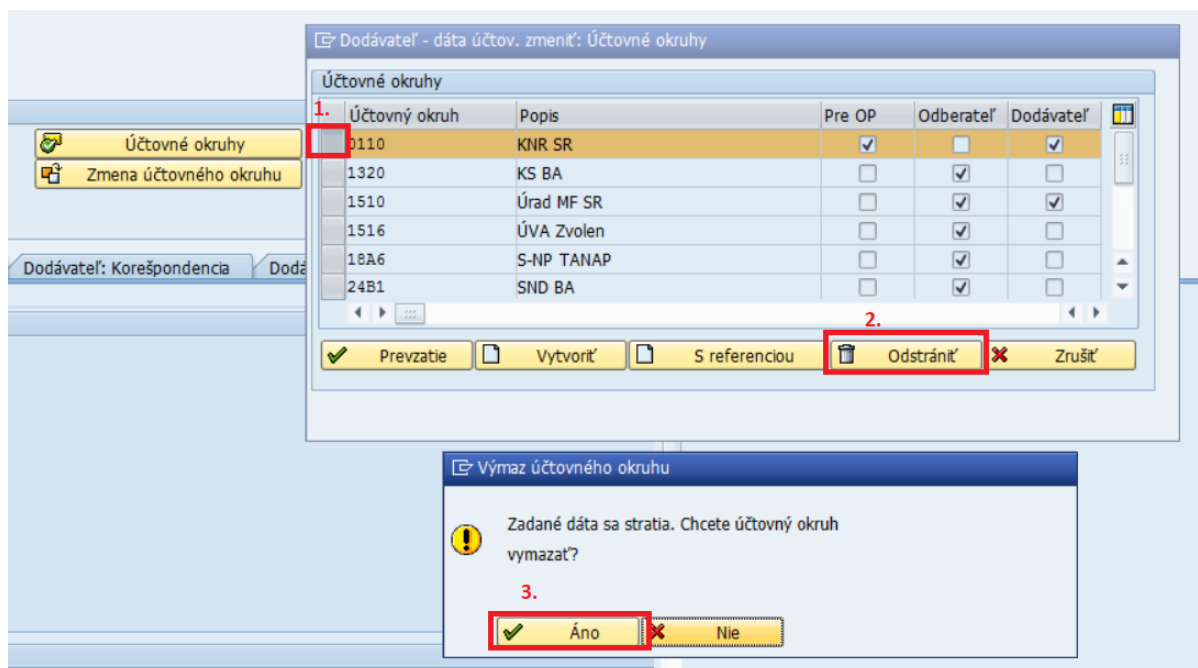 Dodávateľ - dáta účtov. zmeniť: Účtovné okruhy
Účtovné okruhy
1.
Účtovný okruh Popis Pre OP Odberateľ Dodávateľ
Účtovné okruhy
0110 KNR SR
Zmena účtovného okruhu
1320 KS BA
1510 Úrad MF SR
1516 ÚVA Zvolen
18A6 S-NP TANAP
24B1 SND BA
Dodávateľ: Korešpondencia
2.
Prevzatie Vytvoriť S referenciou Odstrániť Zrušiť
Výmaz účtovného okruhu
Zadané dáta sa stratia. Chcete účtovný okruh
vymazať?
3.
Áno Nie